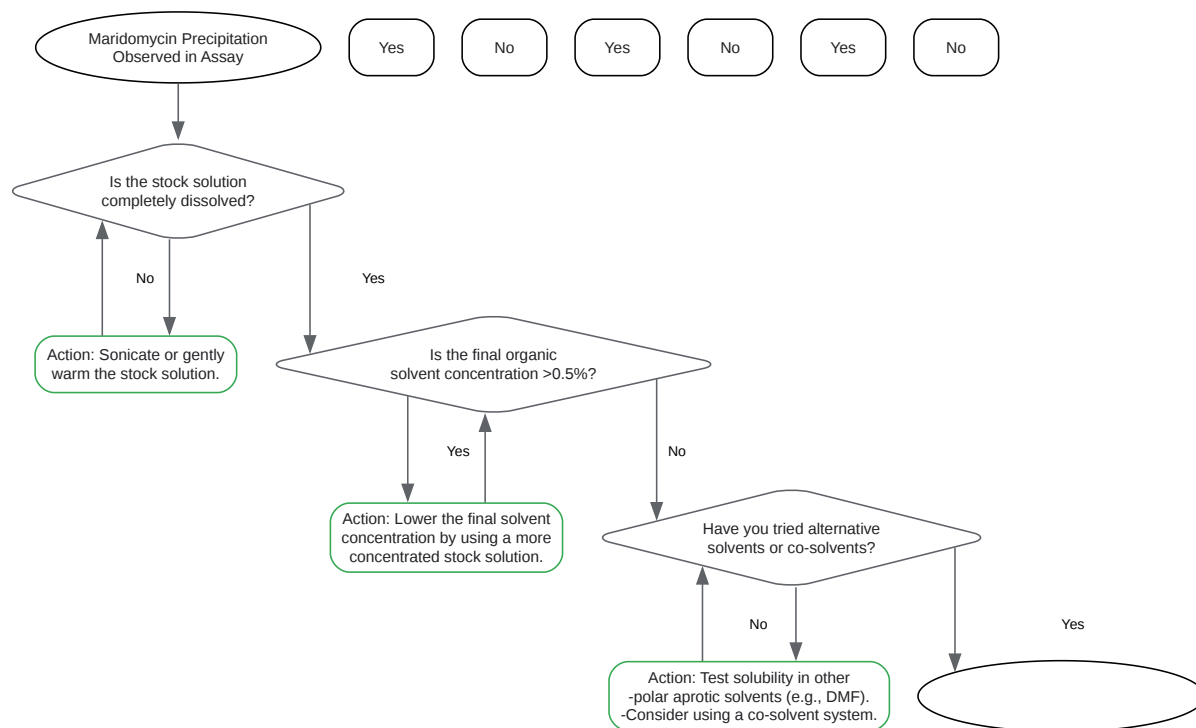 Maridomycin Precipitation
Observed in Assay
Yes
No
Yes
No
Yes
No
Is the stock solution
completely dissolved?
No
Yes
Action: Sonicate or gently
warm the stock solution.
Is the final organic
solvent concentration >0.5%?
Yes
No
Action: Lower the final solvent
concentration by using a more
concentrated stock solution.
Have you tried alternative
solvents or co-solvents?
No
Yes
Action: Test solubility in other
-polar aprotic solvents (e.g., DMF).
-Consider using a co-solvent system.